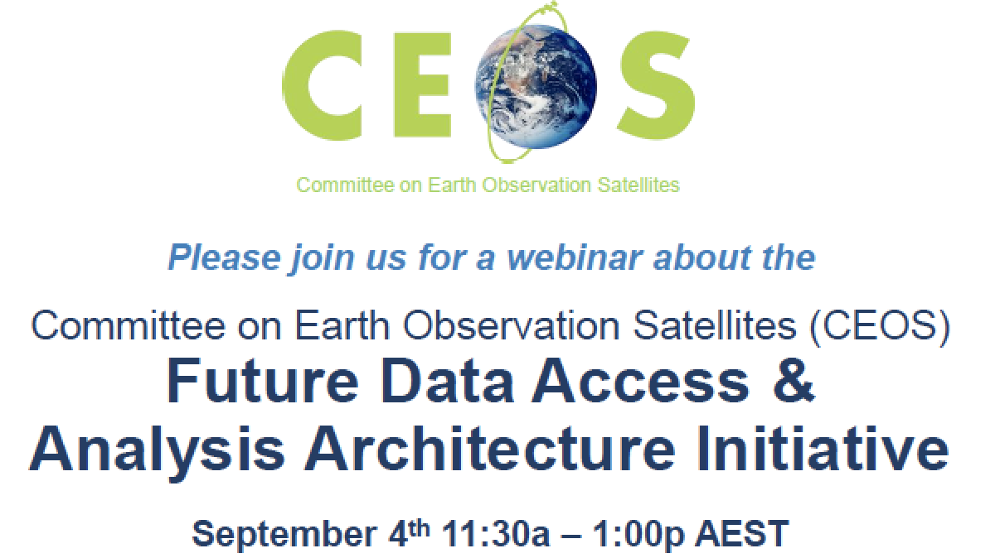 CEOS
Committee on Earth Observation Satellites
Please join us for a webinar about the
Committee on Earth Observation Satellites (CEOS)
Future Data Access &
Analysis Architecture Initiative
September 4th 11:30a – 1:00p AEST